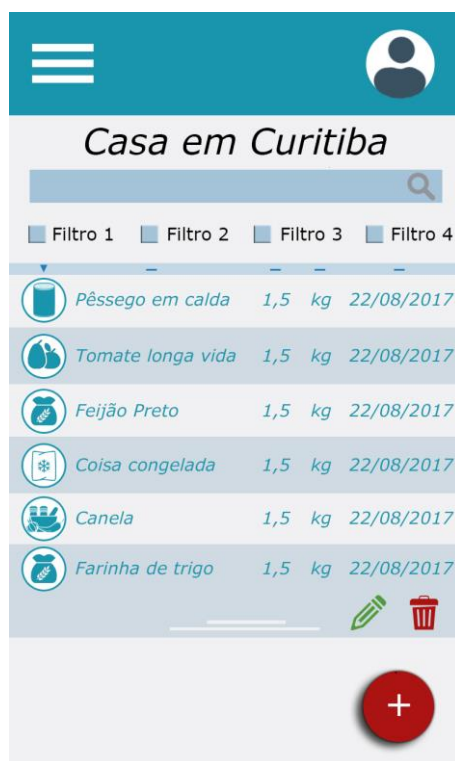 Casa em Curitiba
Filtro 1 Filtro 2 Filtro 3 Filtro 4
Pêssego em calda 1,5 kg 22/08/2017
Tomate longa vida 1,5 kg 22/08/2017
Feijão Preto 1,5 kg 22/08/2017
Coisa congelada 1,5 kg 22/08/2017
Canela 1,5 kg 22/08/2017
Farinha de trigo 1,5 kg 22/08/2017
+